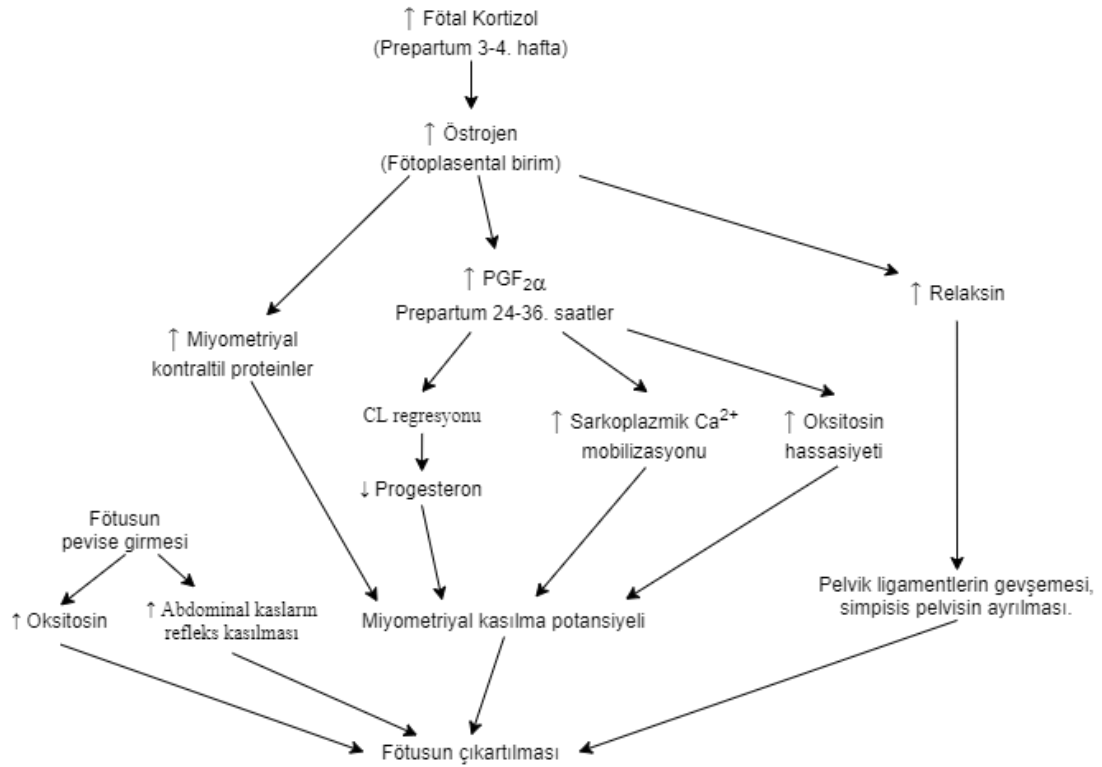 ↑ Fötal Kortizol
(Prepartum 3-4. hafta)
↑ Östrojen
(Fötoplasental birim)
↑ PGF2α
Prepartum 24-36. saatler
↑ Relaksin
↑ Miyometriyal
kontraltil proteinler
CL regresyonu
↑ Sarkoplazmik Ca2+
mobilizasyonu
↑ Oksitosin
hassasiyeti
↓ Progesteron
Fötusun
pevise girmesi
↑ Oksitosin
↑ Abdominal kasların
refleks kasılması
Miyometriyal kasılma potansiyeli
Pelvik ligamentlerin gevşemesi,
simpisis pelvisin ayrılması.
Fötusun çıkartılması